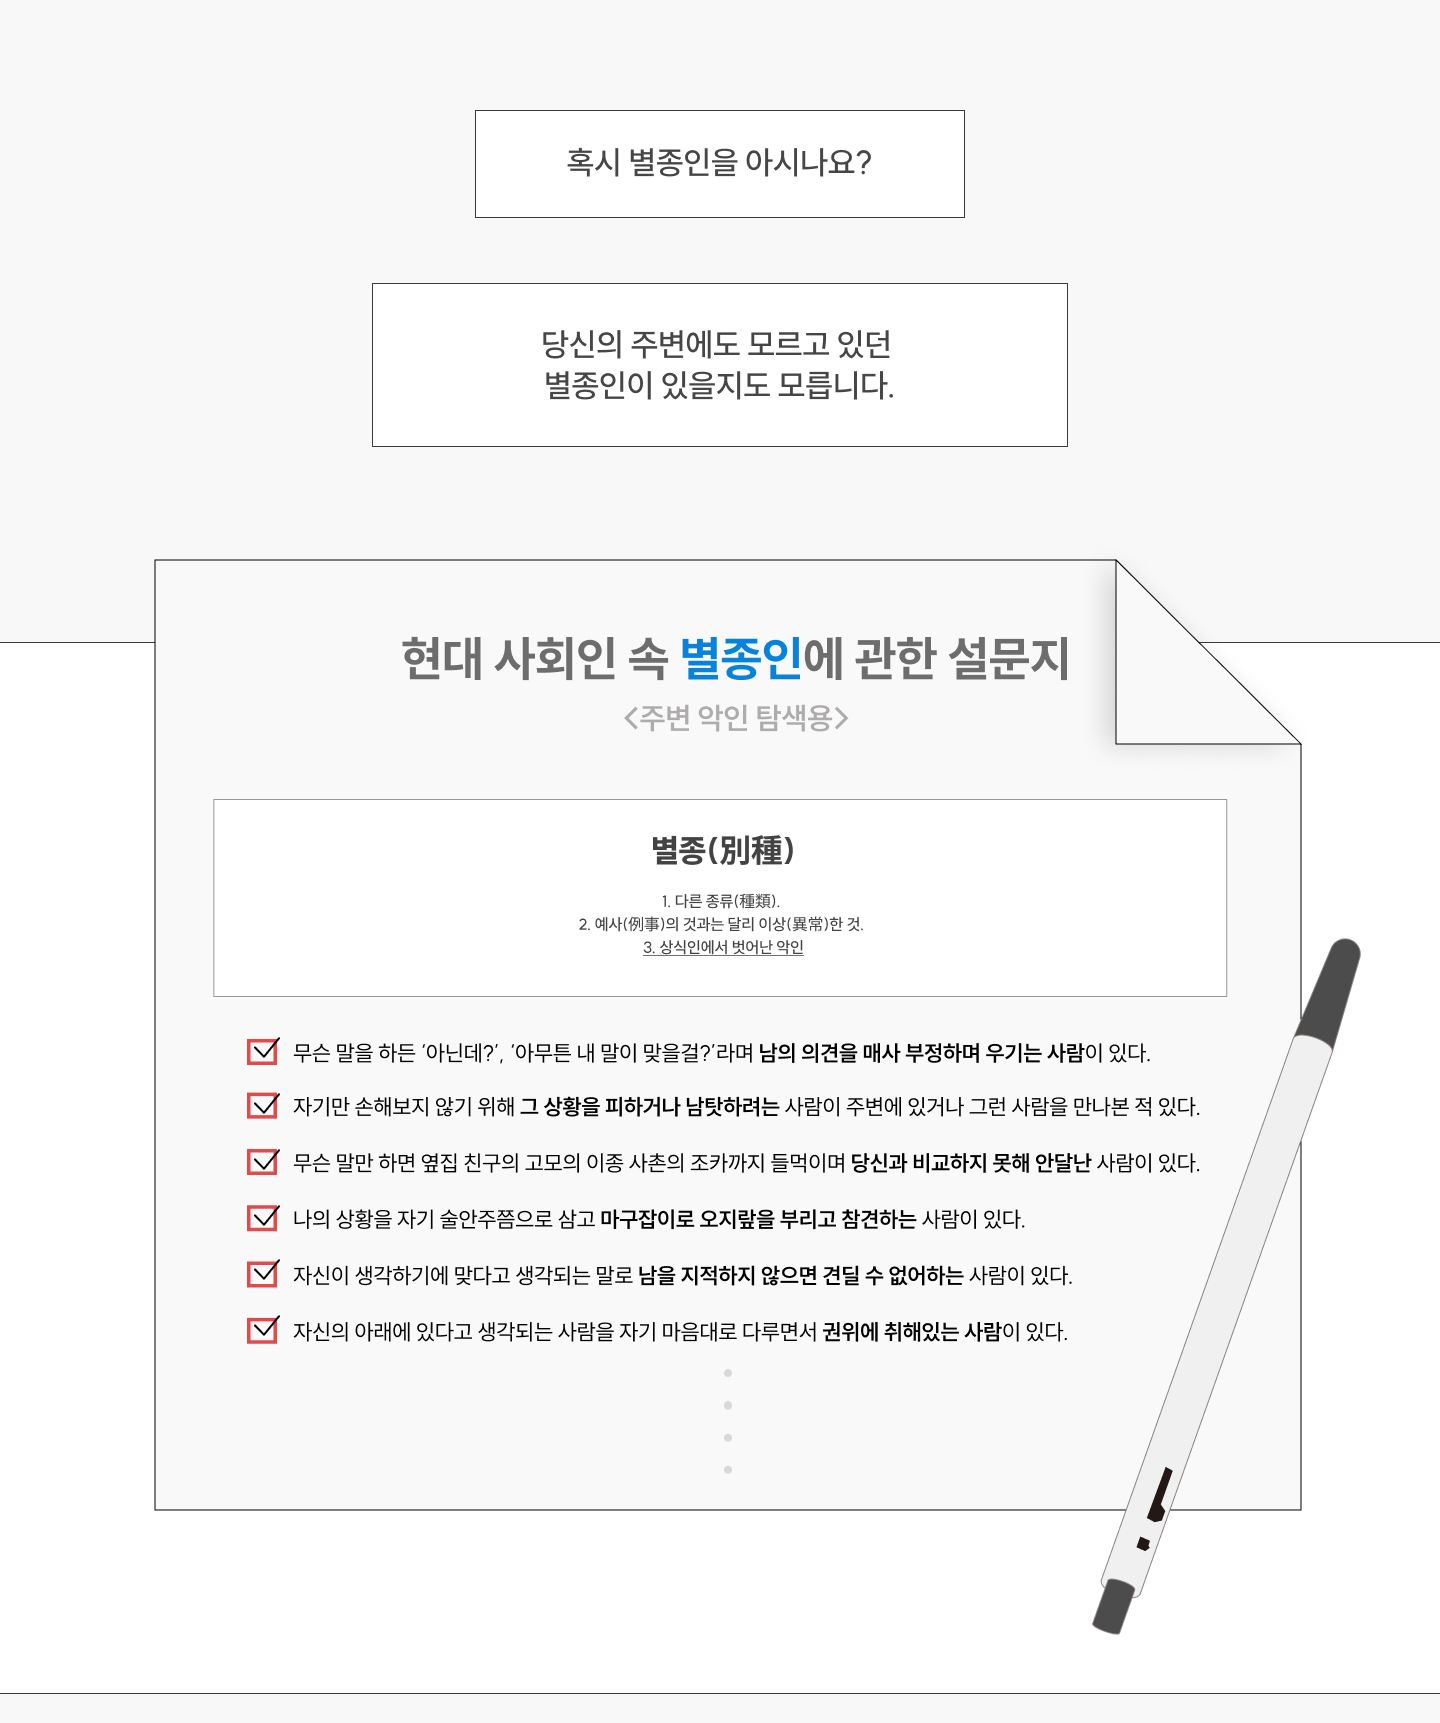 혹시 별종인을 아시나요?
당신의 주변에도 모르고 있던
별종인이 있을지도 모릅니다.
현대 사회인 속 별종인에 관한 설문지
<주변 악인 탐색용>
별종(別種)
1. 다른 종류(種類).
2. 예사(例事)의 것과는 달리 이상(異常)한 것.
3. 상식인에서 벗어난 악인
무슨 말을 하든 '아닌데?', '아무튼 내 말이 맞을걸?'라며 남의 의견을 매사 부정하며 우기는 사람이 있다.
자기만 손해보지 않기 위해 그 상황을 피하거나 남탓하려는 사람이 주변에 있거나 그런 사람을 만나본 적 있다.
무슨 말만 하면 옆집 친구의 고모의 이종 사촌의 조카까지 들먹이며 당신과 비교하지 못해 안달난 사람이 있다.
나의 상황을 자기 술안주쯤으로 삼고 마구잡이로 오지랖을 부리고 참견하는 사람이 있다.
자신이 생각하기에 맞다고 생각되는 말로 남을 지적하지 않으면 견딜 수 없어하는 사람이 있다.
자신의 아래에 있다고 생각되는 사람을 자기 마음대로 다루면서 권위에 취해있는 사람이 있다.